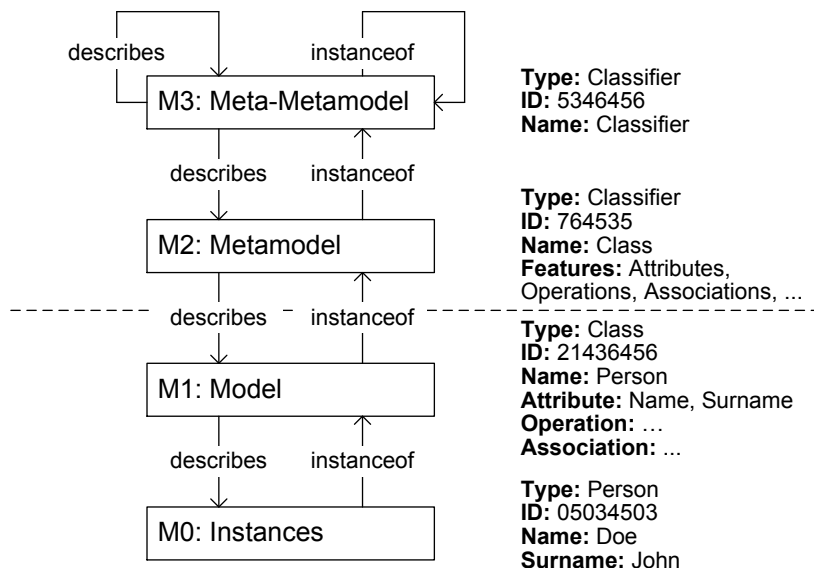 describes
instanceof
M3: Meta-Metamodel
Type: Classifier
ID: 5346456
Name: Classifier
describes
instanceof
M2: Metamodel
Type: Classifier
ID: 764535
Name: Class
Features: Attributes,
Operations, Associations, ...
describes
instanceof
M1: Model
Type: Class
ID: 21436456
Name: Person
Attribute: Name, Surname
Operation: …
Association: ...
describes
instanceof
M0: Instances
Type: Person
ID: 05034503
Name: Doe
Surname: John